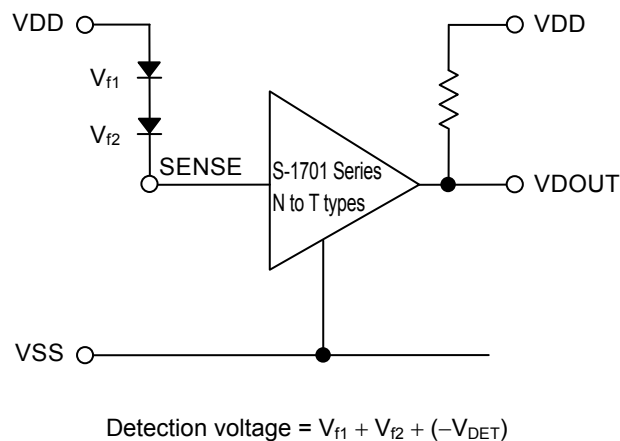 VDD
VDD
Vf1
Vf2
SENSE
S-1701 Series
N to T types
VDOUT
VSS
Detection voltage = Vf1 + Vf2 + (−VDET)